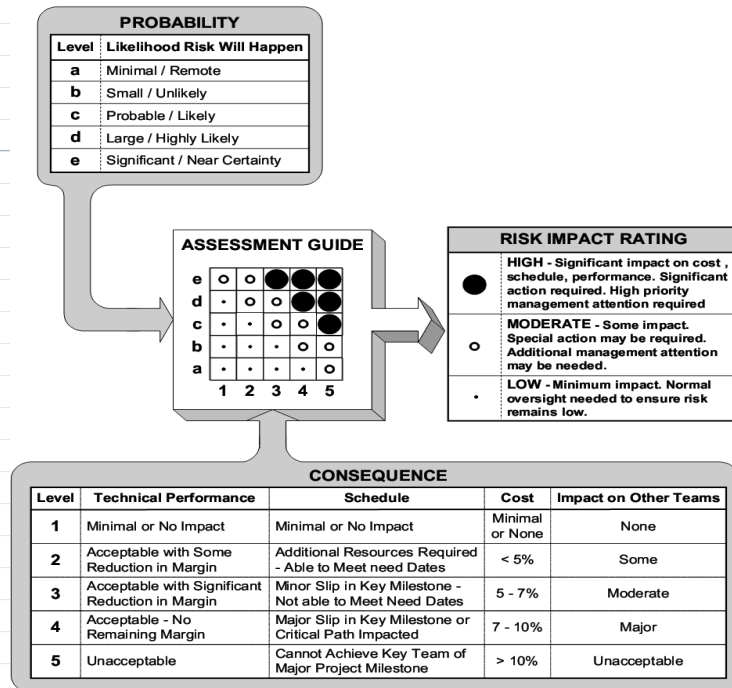 PROBABILITY
Level Likelihood Risk Will Happen
a Minimal / Remote
b Small / Unlikely
c Probable / Likely
d Large / Highly Likely
e Significant / Near Certainty
ASSESSMENT GUIDE
e
d
c
b
a
1 2 3 4 5
RISK IMPACT RATING
HIGH - Significant impact on cost ,
schedule, performance. Significant
action required. High priority
management attention required
MODERATE - Some impact.
Special action may be required.
Additional management attention
may be needed.
LOW - Minimum impact. Normal
oversight needed to ensure risk
remains low.
CONSEQUENCE
Level Technical Performance Schedule Cost Impact on Other Teams
1 Minimal or No Impact Minimal or No Impact Minimal
or None None
2 Acceptable with Some
Reduction in Margin Additional Resources Required
- Able to Meet need Dates < 5% Some
3 Acceptable with Significant
Reduction in Margin Minor Slip in Key Milestone -
Not able to Meet Need Dates 5 - 7% Moderate
4 Acceptable - No
Remaining Margin Major Slip in Key Milestone or
Critical Path Impacted 7 - 10% Major
5 Unacceptable Cannot Achieve Key Team of
Major Project Milestone > 10% Unacceptable